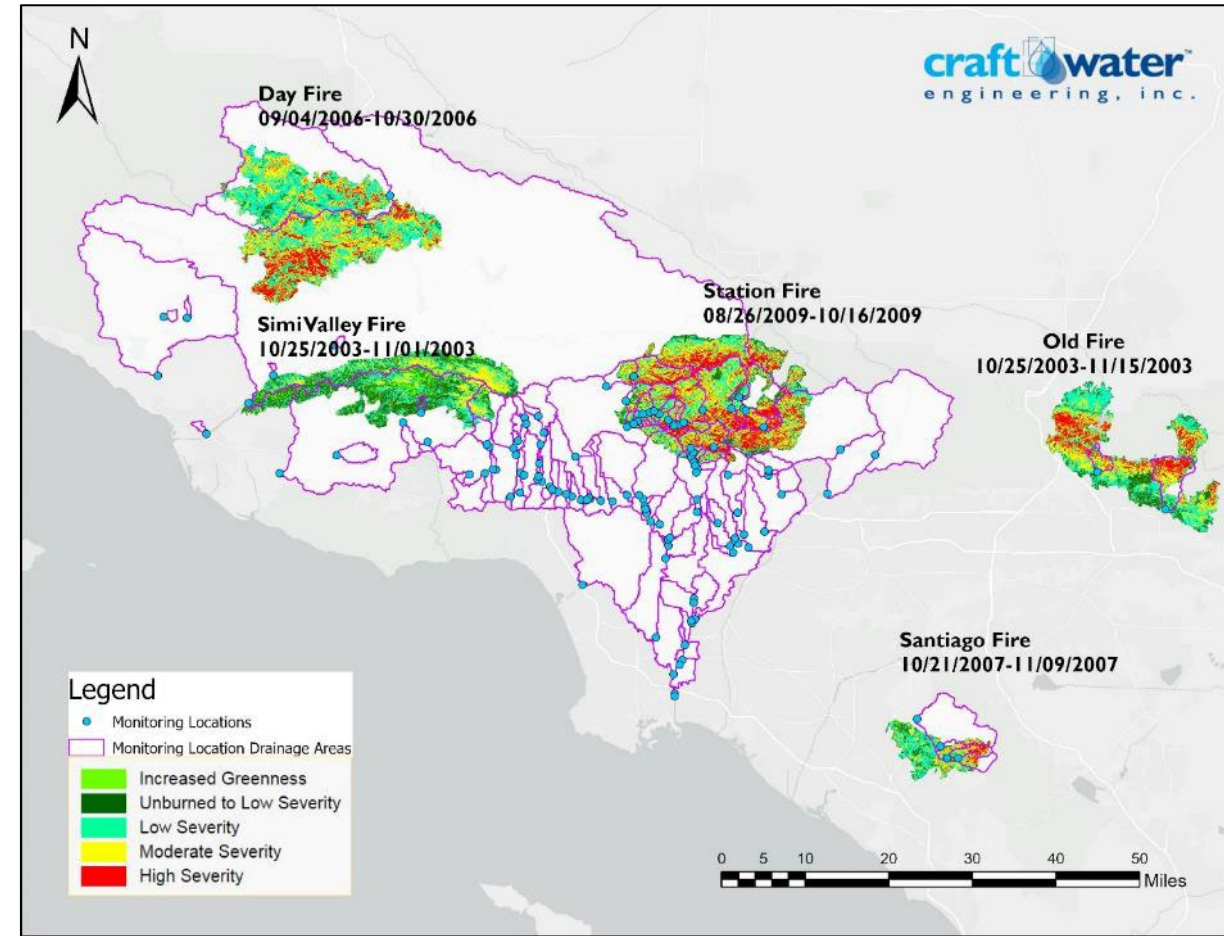 N
craft water™
engineering, inc.
Day Fire
09/04/2006-10/30/2006
Station Fire
08/26/2009-10/16/2009
Simi Valley Fire
10/25/2003-11/01/2003
Old Fire
10/25/2003-11/15/2003
Santiago Fire
10/21/2007-11/09/2007
Legend
Monitoring Locations
Monitoring Location Drainage Areas
Increased Greenness
Unburned to Low Severity
Low Severity
Moderate Severity
High Severity
0 5 10 20 30 40 50
Miles